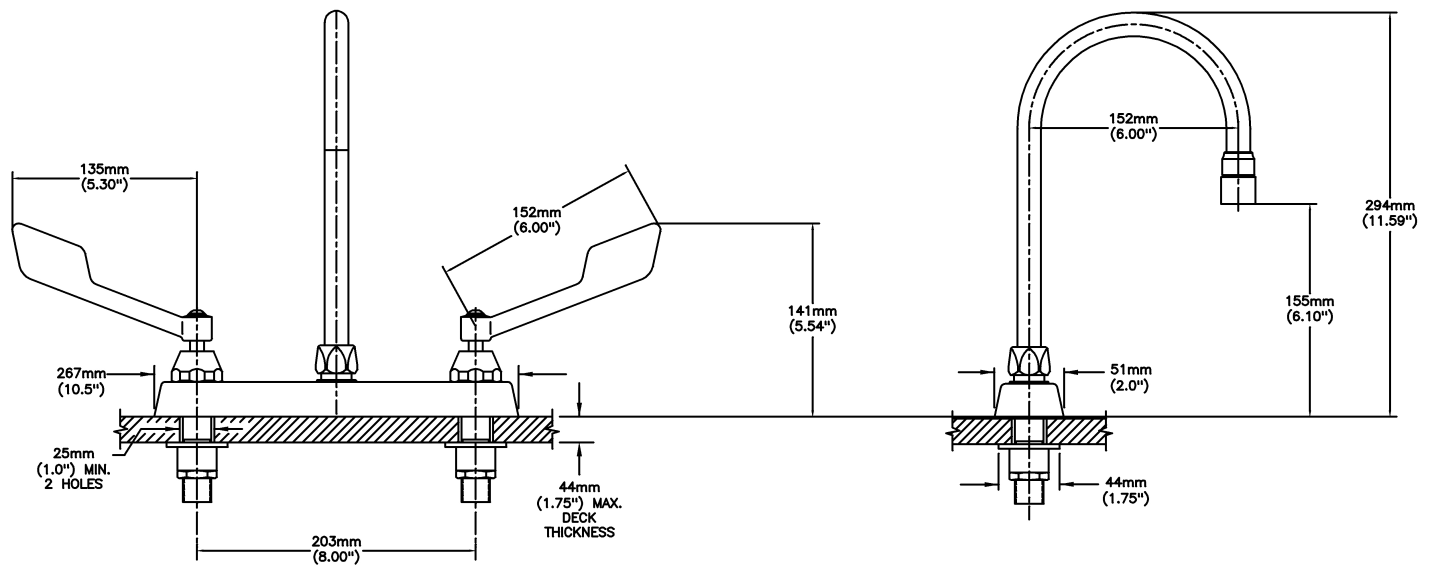 135mm
(5.30")
152mm
(6.00")
267mm
(10.5")
25mm
(1.0") MIN.
2 HOLES
203mm
(8.00")
44mm
(1.75") MAX.
DECK
THICKNESS
141mm
(5.54")
152mm
(6.00")
294mm
(11.59")
155mm
(6.10")
51mm
(2.0")
44mm
(1.75")